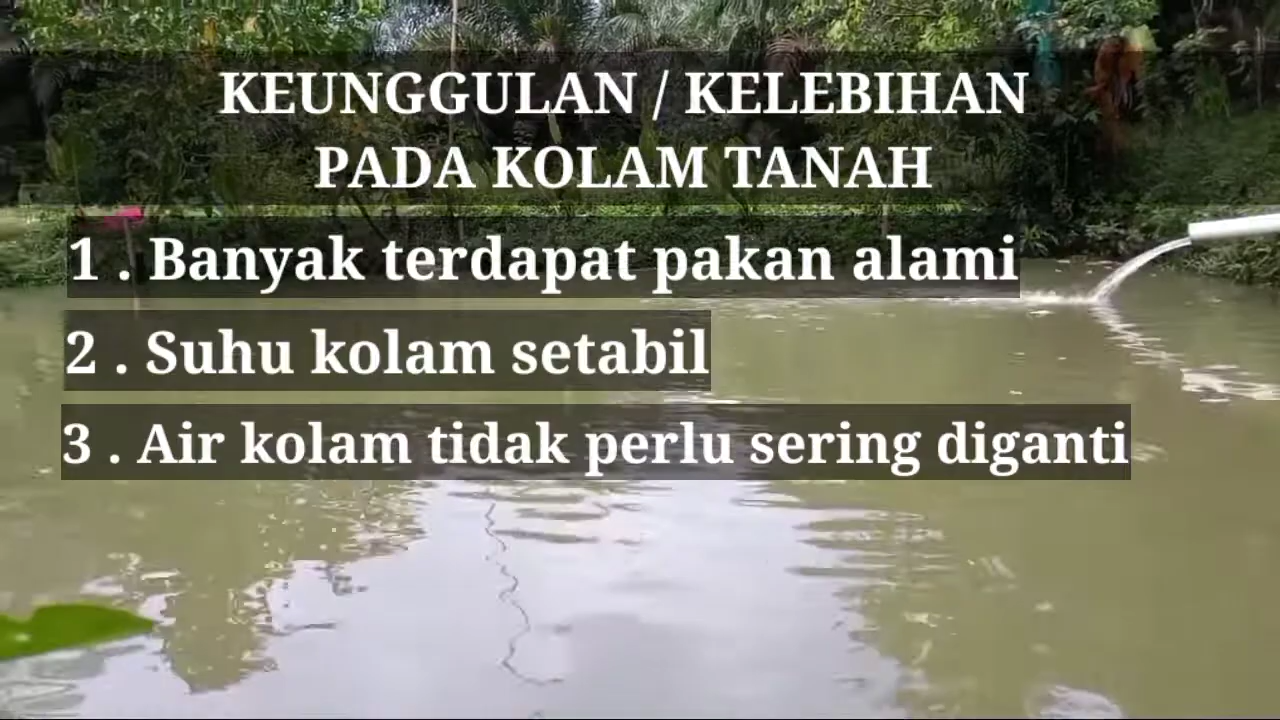 KEUNGGULAN / KELEBIHAN
PADA KOLAM TANAH
1 . Banyak terdapat pakan alami
2 . Suhu kolam setabil
3 . Air kolam tidak perlu sering diganti